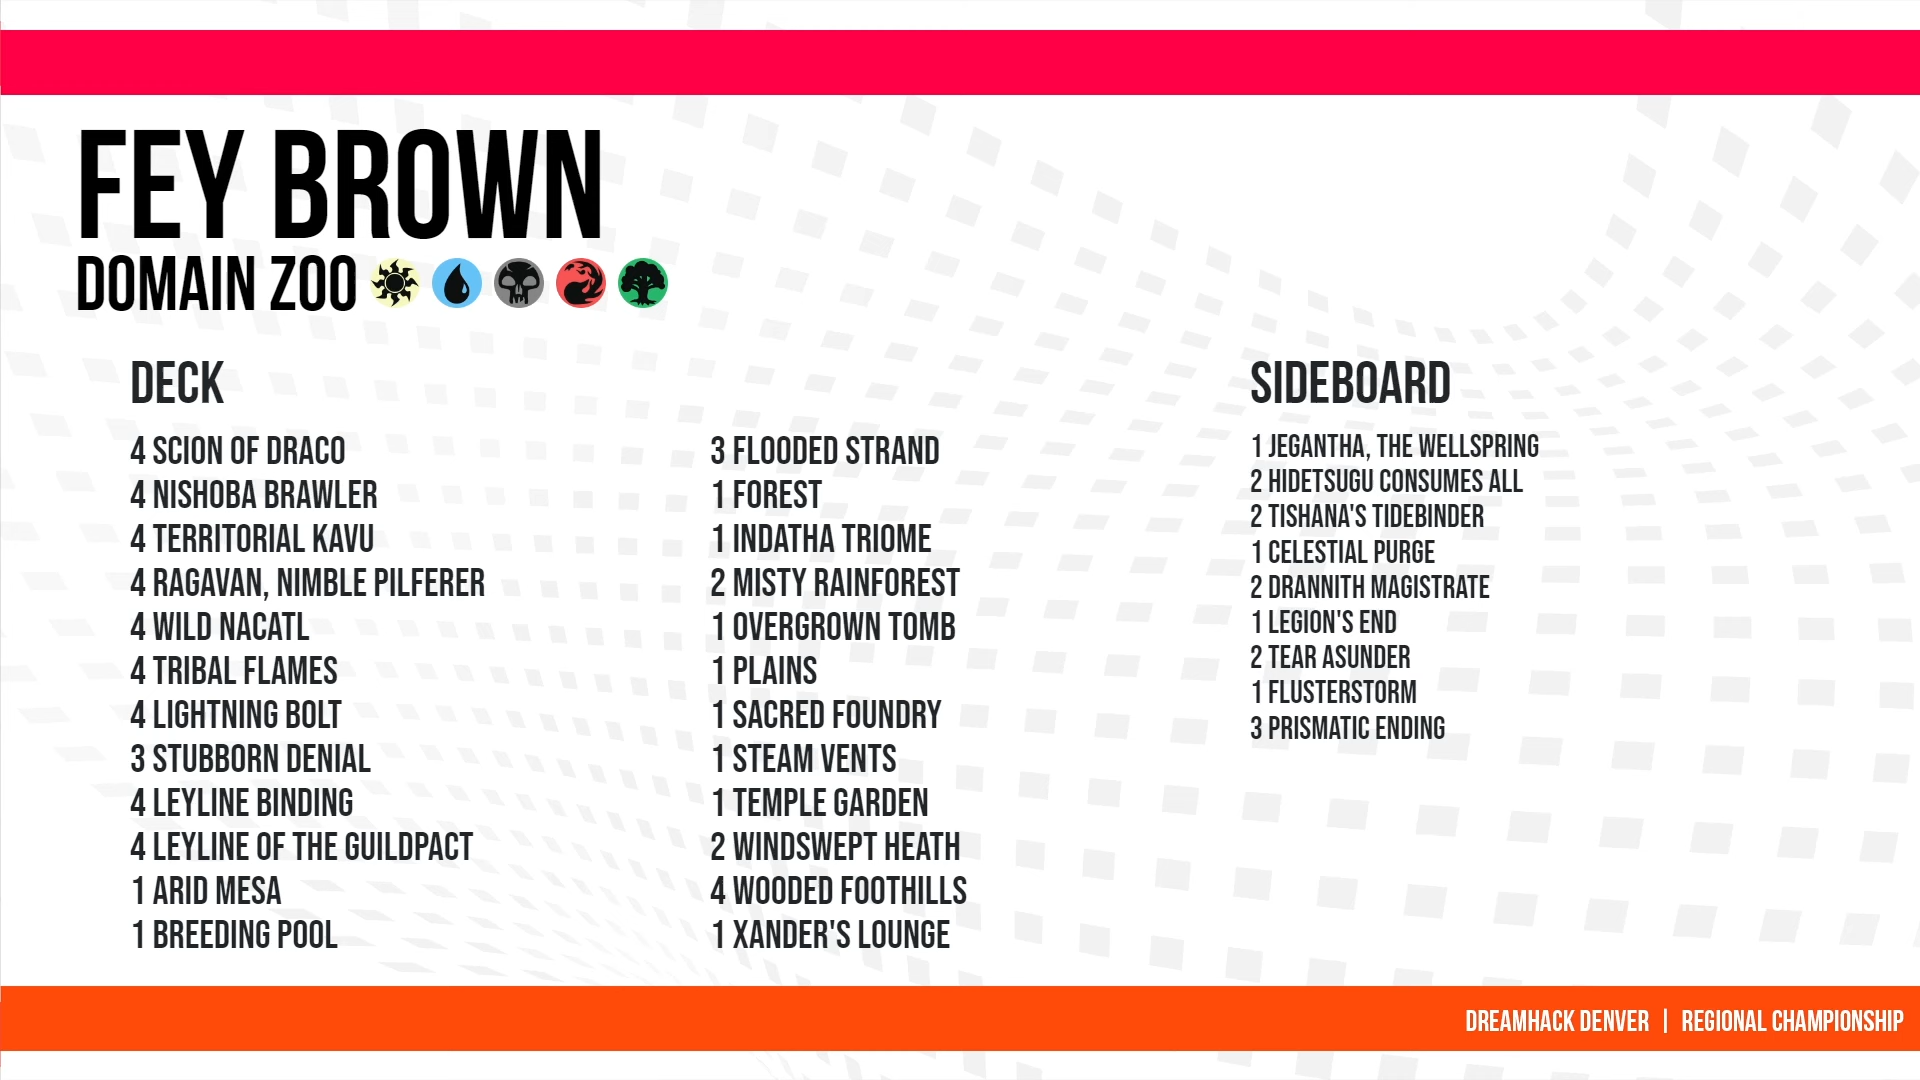 FEY BROWN
DOMAIN ZOO
DECK
4 SCION OF DRACO
4 NISHOBA BRAWLER
4 TERRITORIAL KAVU
4 RAGAVAN, NIMBLE PILFERER
4 WILD NACATL
4 TRIBAL FLAMES
4 LIGHTNING BOLT
3 STUBBORN DENIAL
4 LEYLINE BINDING
4 LEYLINE OF THE GUILDPACT
1 ARID MESA
1 BREEDING POOL
3 FLOODED STRAND
1 FOREST
1 INDATHA TRIOME
2 MISTY RAINFOREST
1 OVERGROWN TOMB
1 PLAINS
1 SACRED FOUNDRY
1 STEAM VENTS
1 TEMPLE GARDEN
2 WINDSWEPT HEATH
4 WOODED FOOTHILLS
1 XANDER'S LOUNGE
SIDEBOARD
1 JEGANTHA, THE WELLSPRING
2 HIDETSUGU CONSUMES ALL
2 TISHANA'S TIDEBINDER
1 CELESTIAL PURGE
2 DRANNITH MAGISTRATE
1 LEGION'S END
2 TEAR ASUNDER
1 FLUSTERSTORM
3 PRISMATIC ENDING
DREAMHACK DENVER | REGIONAL CHAMPIONSHIP